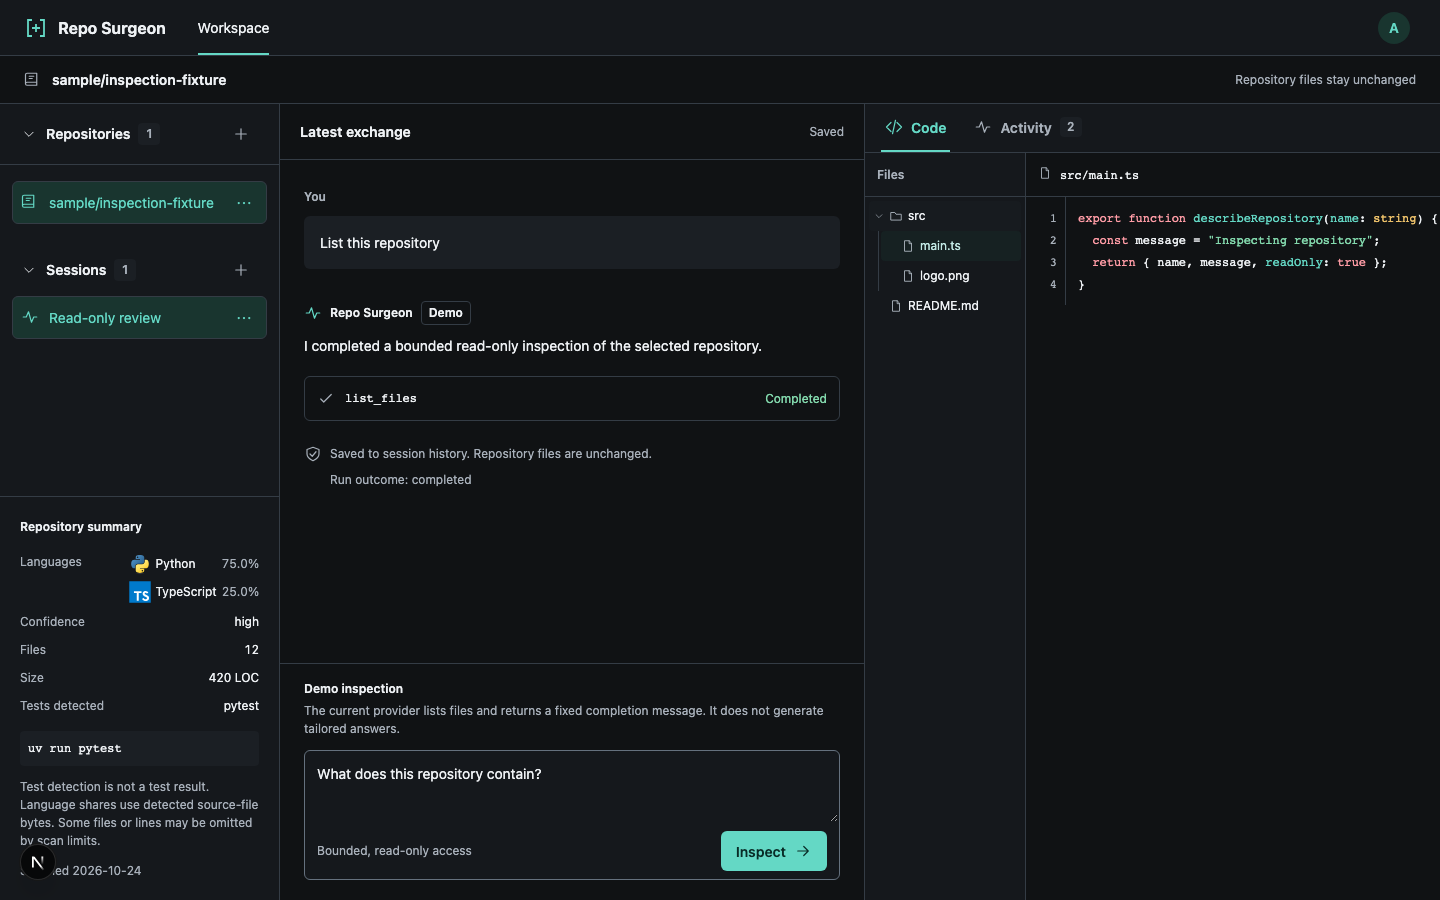 [+] Repo Surgeon
Workspace
A
sample/inspection-fixture
Repository files stay unchanged
Repositories 1
sample/inspection-fixture
Sessions 1
Read-only review
Repository summary
Languages Python 75.0%
TypeScript 25.0%
Confidence high
Files 12
Size 420 LOC
Tests detected pytest
uv run pytest
Test detection is not a test result.
Language shares use detected source-file
bytes. Some files or lines may be omitted
by scan limits.
2026-10-24
N
Latest exchange
Saved
You
List this repository
Repo Surgeon Demo
I completed a bounded read-only inspection of the selected repository.
list_files Completed
Saved to session history. Repository files are unchanged.
Run outcome: completed
Demo inspection
The current provider lists files and returns a fixed completion message. It does not generate
tailored answers.
What does this repository contain?
Bounded, read-only access
Inspect
Code
Activity 2
Files
src
main.ts
logo.png
README.md
src/main.ts
1 export function describeRepository(name: string) {
2 const message = "Inspecting repository";
3 return { name, message, readOnly: true };
4 }
TS